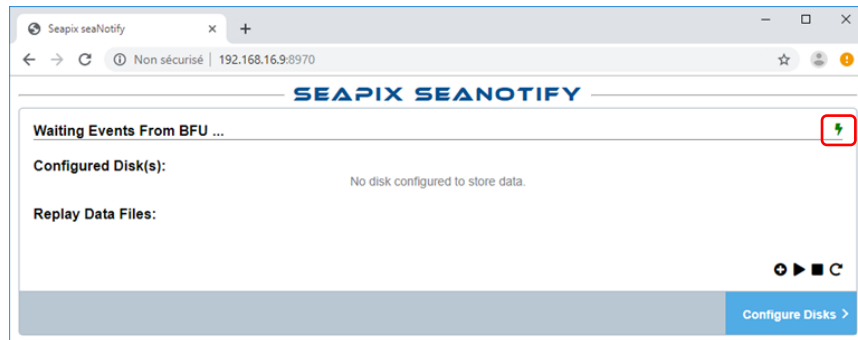 Seapix seaNotify
Non sécurisé | 192.168.16.9:8970
SEAPIX SEANOTIFY
Waiting Events From BFU ...
Configured Disk(s):
No disk configured to store data.
Replay Data Files:
Configure Disks >